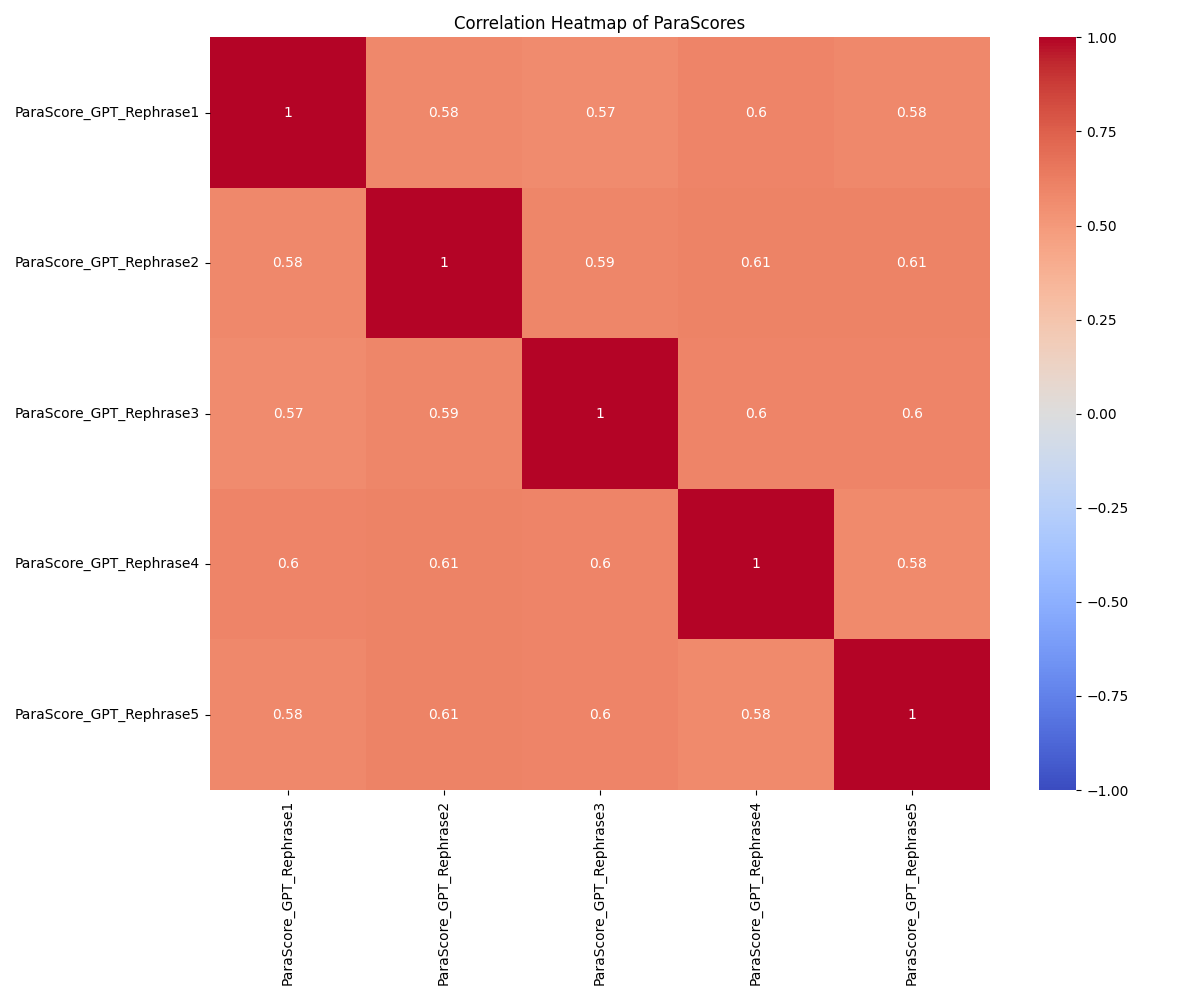 Correlation Heatmap of ParaScores
ParaScore_GPT_Rephrase1 1 0.58 0.57 0.6 0.58
ParaScore_GPT_Rephrase2 0.58 1 0.59 0.61 0.61
ParaScore_GPT_Rephrase3 0.57 0.59 1 0.6 0.6
ParaScore_GPT_Rephrase4 0.6 0.61 0.6 1 0.58
ParaScore_GPT_Rephrase5 0.58 0.61 0.6 0.58 1
ParaScore_GPT_Rephrase1
ParaScore_GPT_Rephrase2
ParaScore_GPT_Rephrase3
ParaScore_GPT_Rephrase4
ParaScore_GPT_Rephrase5
1.00
0.75
0.50
0.25
0.00
−0.25
−0.50
−0.75
−1.00